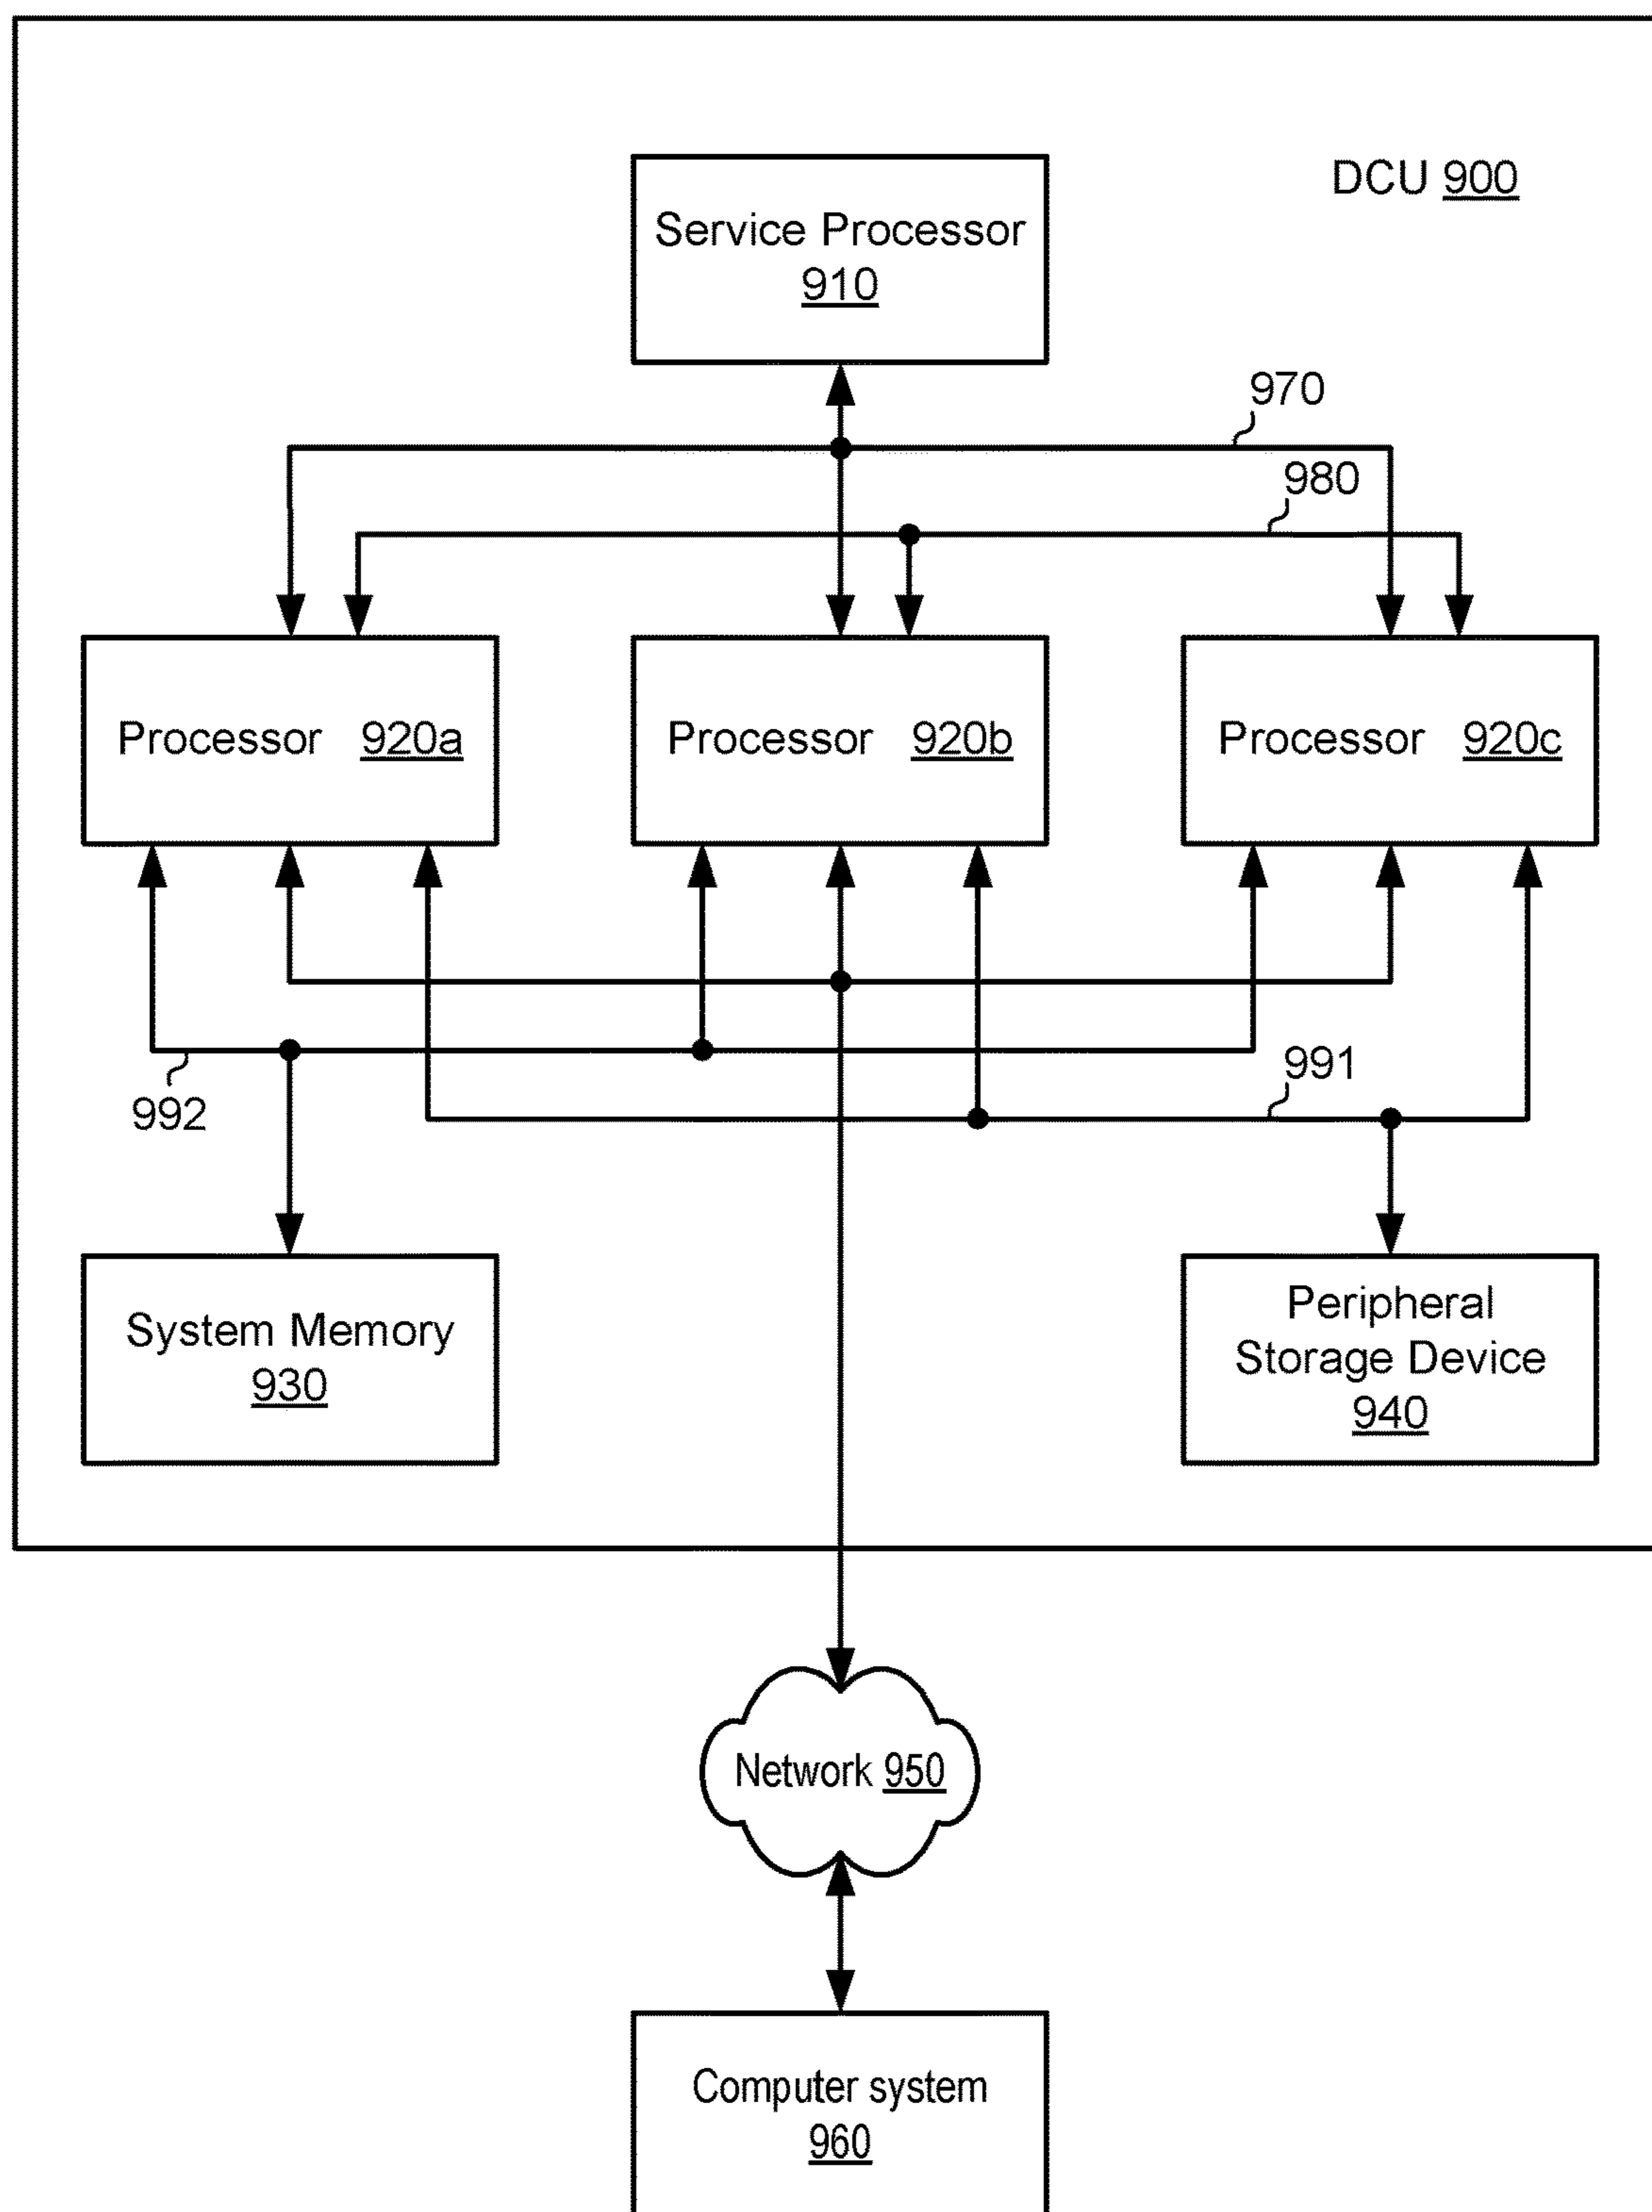 DCU 900
Service Processor
910
970
980
Processor 920a
Processor 920b
Processor 920c
992
991
System Memory
930
Peripheral
Storage Device
940
Network 950
Computer system
960